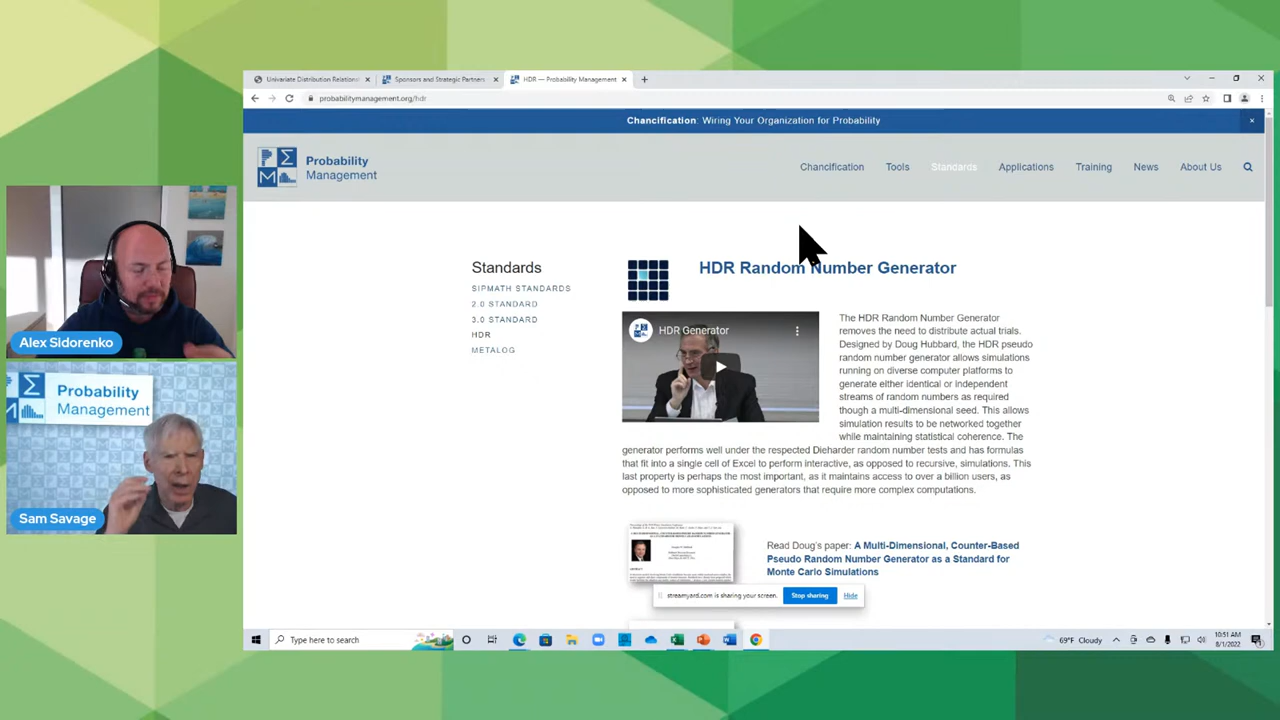 Univariate Distribution Relation
Sponsors and Strategic Partners
HDR — Probability Management
probabilitymanagement.org/hdr
Chancification: Wiring Your Organization for Probability
Probability
Management
Chancification
Tools
Standards
Applications
Training
News
About Us
Standards
SIPMATH STANDARDS
2.0 STANDARD
3.0 STANDARD
HDR
METALOG
HDR Random Number Generator
HDR Generator
The HDR Random Number Generator
removes the need to distribute actual trials.
Designed by Doug Hubbard, the HDR pseudo
random number generator allows simulations
running on diverse computer platforms to
generate either identical or independent
streams of random numbers as required
though a multi-dimensional seed. This allows
simulation results to be networked together
while maintaining statistical coherence. The
generator performs well under the respected Dieharder random number tests and has formulas
that fit into a single cell of Excel to perform interactive, as opposed to recursive, simulations. This
last property is perhaps the most important, as it maintains access to over a billion users, as
opposed to more sophisticated generators that require more complex computations.
Read Doug's paper: A Multi-Dimensional, Counter-Based
Pseudo Random Number Generator as a Standard for
Monte Carlo Simulations
streamyard.com is sharing your screen.
Stop sharing
Hide
Type here to search
69°F Cloudy
10:51 AM
8/1/2022
Alex Sidorenko
Probability
Management
Sam Savage